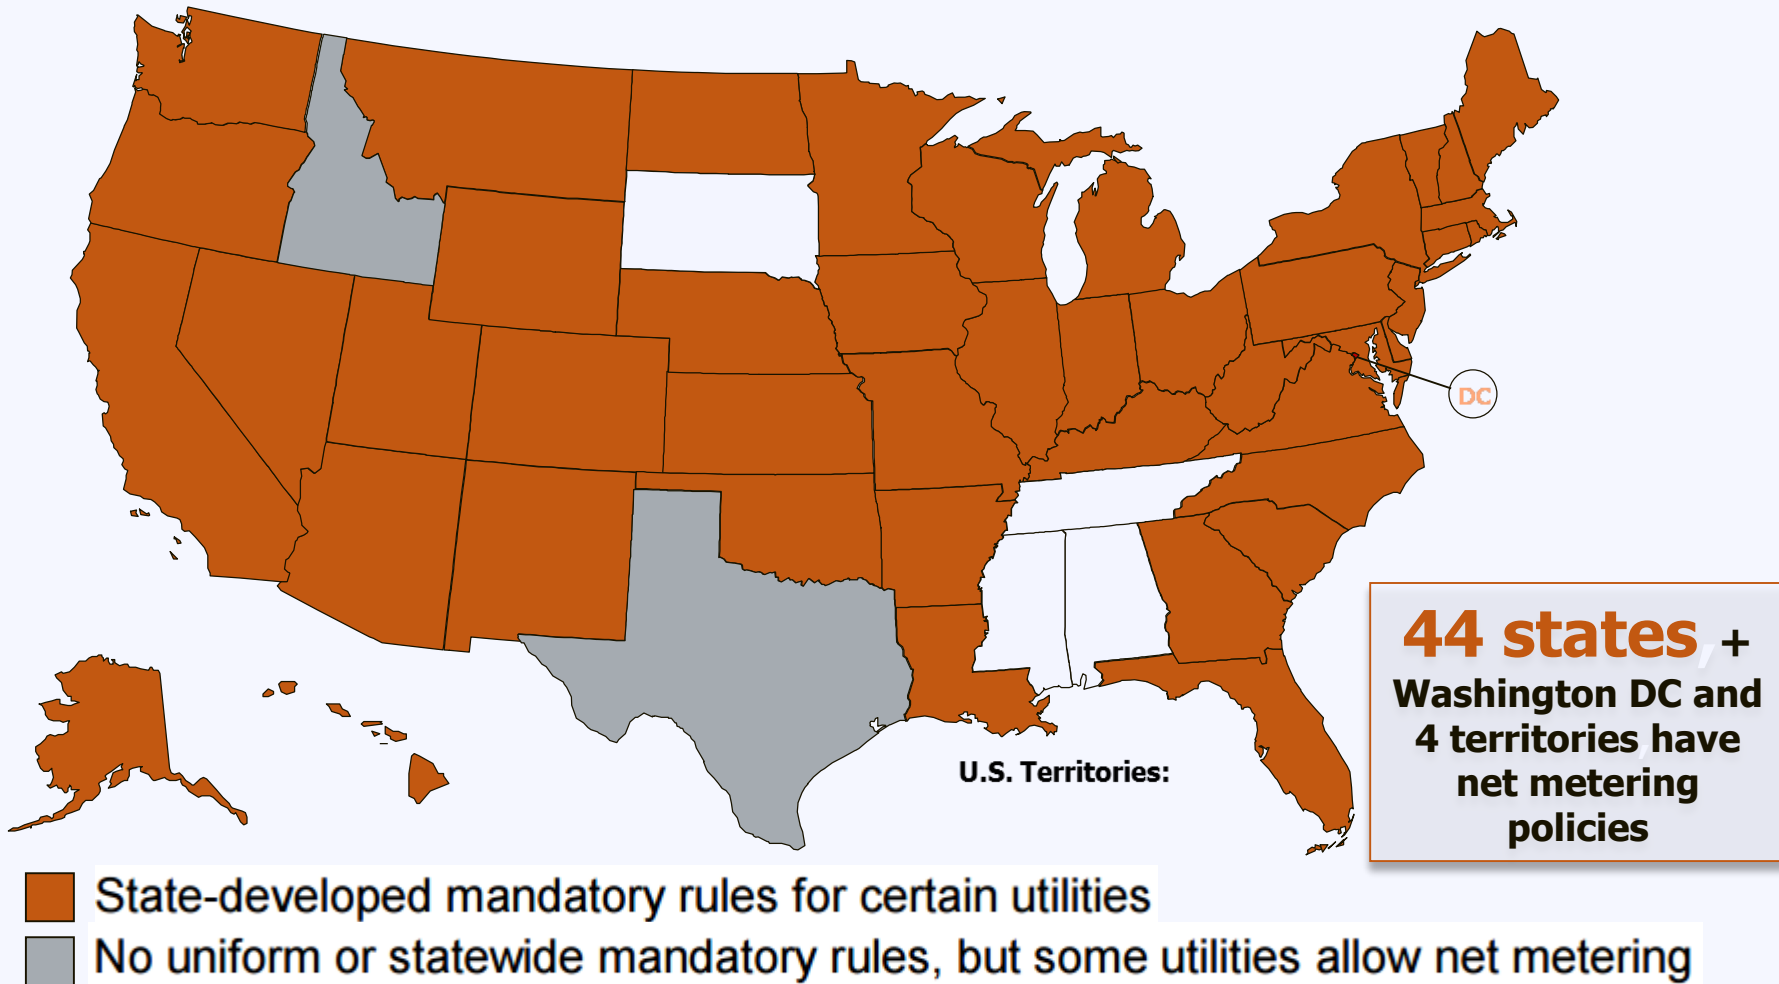 DC
44 states, +
Washington DC and
4 territories, have
net metering
policies
U.S. Territories:
State-developed mandatory rules for certain utilities
No uniform or statewide mandatory rules, but some utilities allow net metering